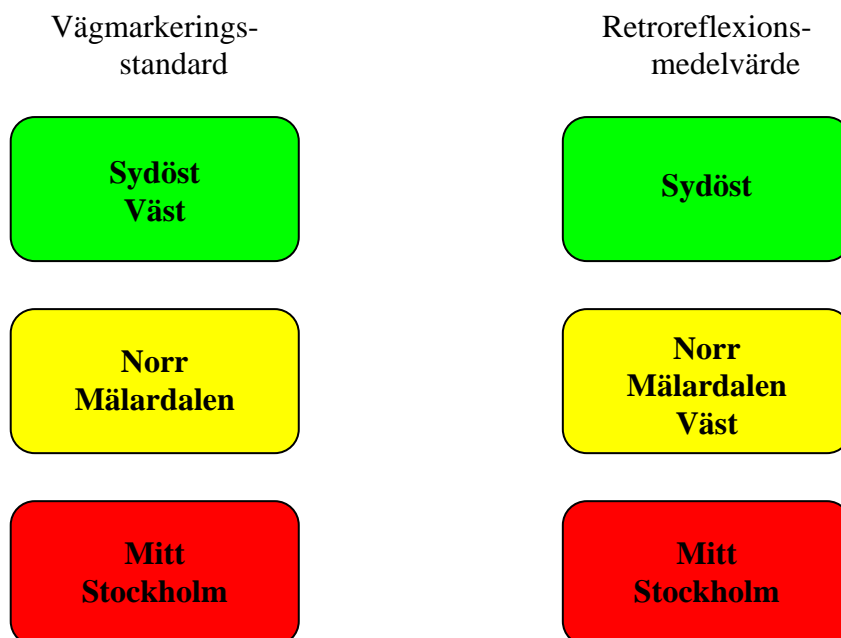 Vägmarkerings-
standard
Sydöst
Väst
Norr
Mälardalen
Mitt
Stockholm
Retroreflexions-
medelvärde
Sydöst
Norr
Mälardalen
Väst
Mitt
Stockholm